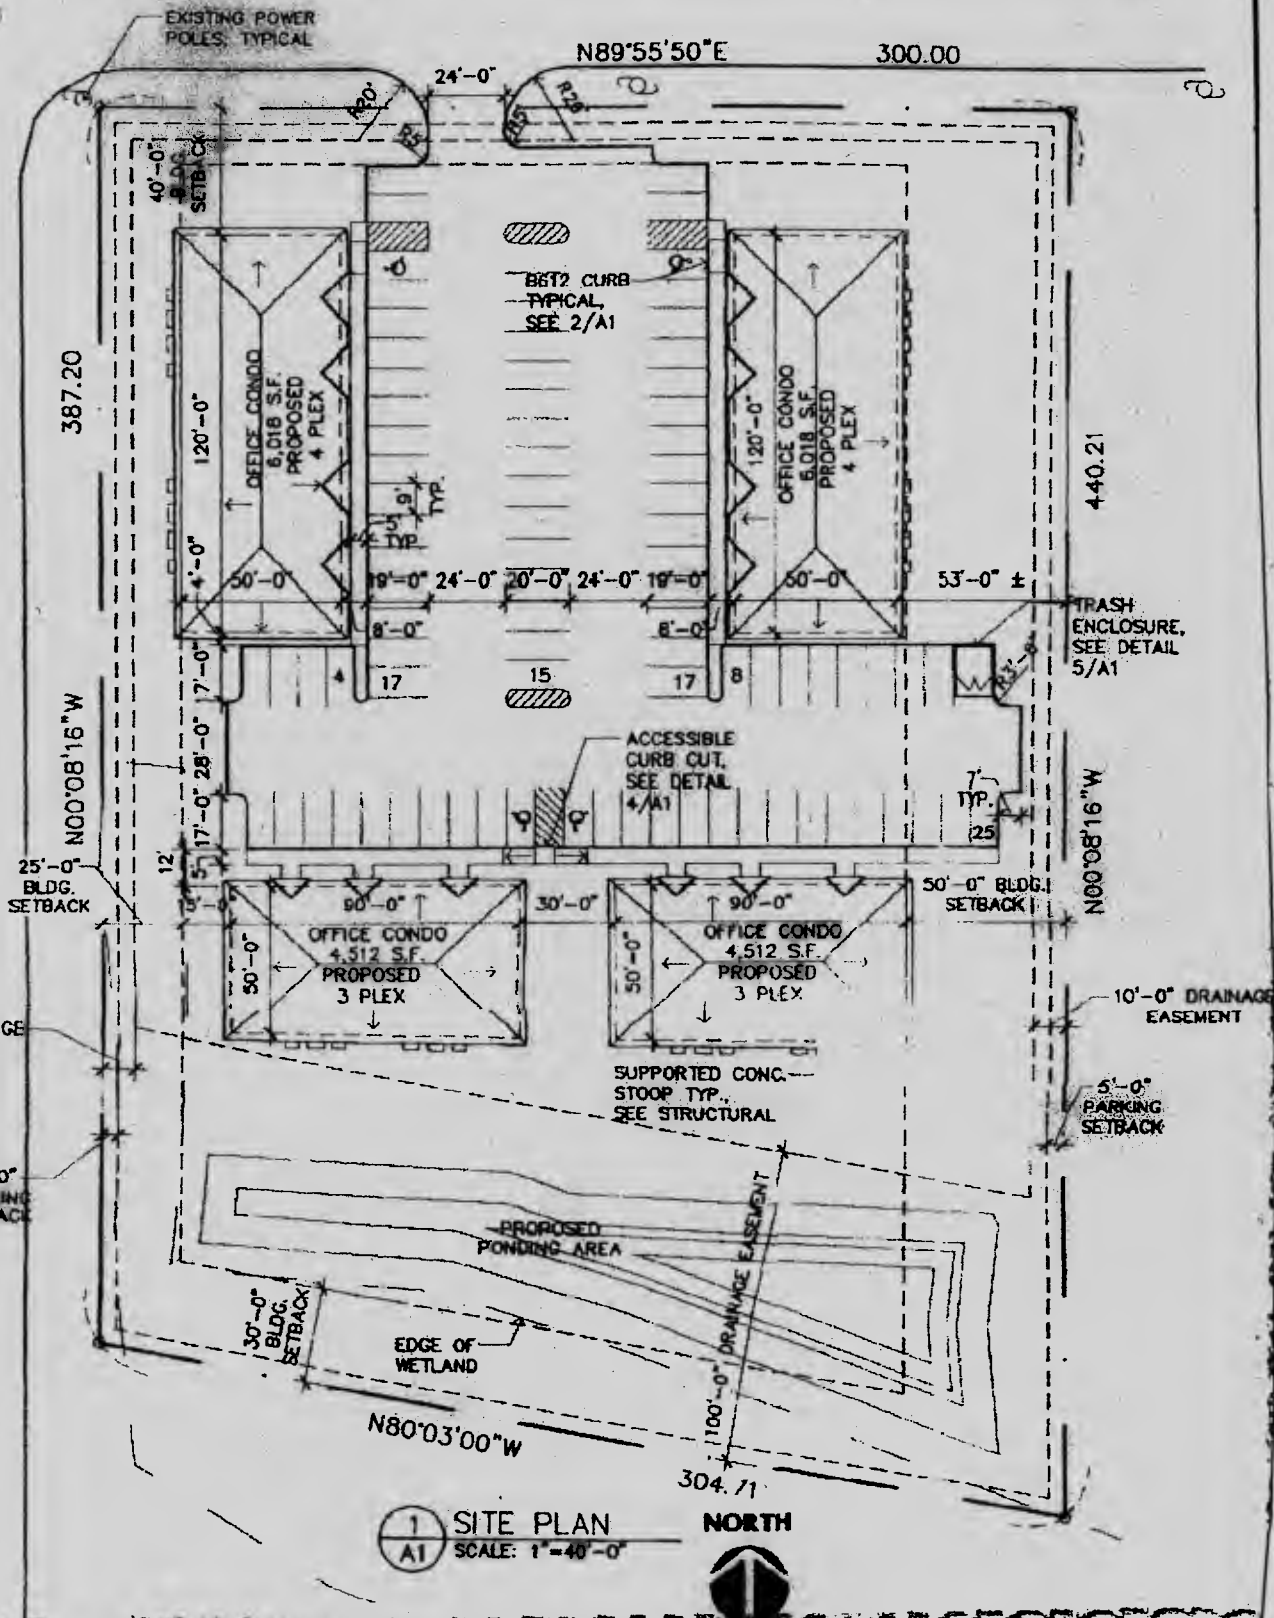 EXISTING POWER
POLES, TYPICAL
N89°55'50"E
300.00
24'-0"
R20'
R5'
R5'
R28'
40'-0"
BLDG.
SETBACK
B612 CURB
TYPICAL,
SEE 2/A1
387.20
120'-0"
OFFICE CONDO
6,018 S.F.
PROPOSED
4 PLEX
120'-0"
OFFICE CONDO
6,018 S.F.
PROPOSED
4 PLEX
440.21
9'
TYP.
5'
TYP.
4'-0"
50'-0"
19'-0"
24'-0"
20'-0"
24'-0"
19'-0"
50'-0"
53'-0" ±
8'-0"
8'-0"
TRASH
ENCLOSURE,
SEE DETAIL
5/A1
17'-0"
4
17
15
17
8
N00°08'16"W
28'-0"
ACCESSIBLE
CURB CUT,
SEE DETAIL
4/A1
17'-0"
7'
TYP.
25
N00°08'16"W
12'
5'
25'-0"
BLDG.
SETBACK
90'-0"
30'-0"
90'-0"
50'-0" BLDG.
SETBACK
OFFICE CONDO
4,512 S.F.
PROPOSED
3 PLEX
50'-0"
OFFICE CONDO
4,512 S.F.
PROPOSED
3 PLEX
50'-0"
10'-0" DRAINAGE
EASEMENT
SUPPORTED CONC.
STOOP TYP.,
SEE STRUCTURAL
5'-0"
PARKING
SETBACK
PROPOSED
PONDING AREA
100'-0" DRAINAGE EASEMENT
30'-0"
BLDG.
SETBACK
EDGE OF
WETLAND
N80°03'00"W
304.71
1
A1
SITE PLAN
SCALE: 1"=40'-0"
NORTH